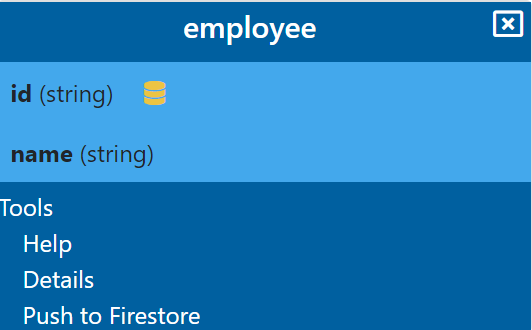 employee
id (string)
name (string)
Tools
Help
Details
Push to Firestore